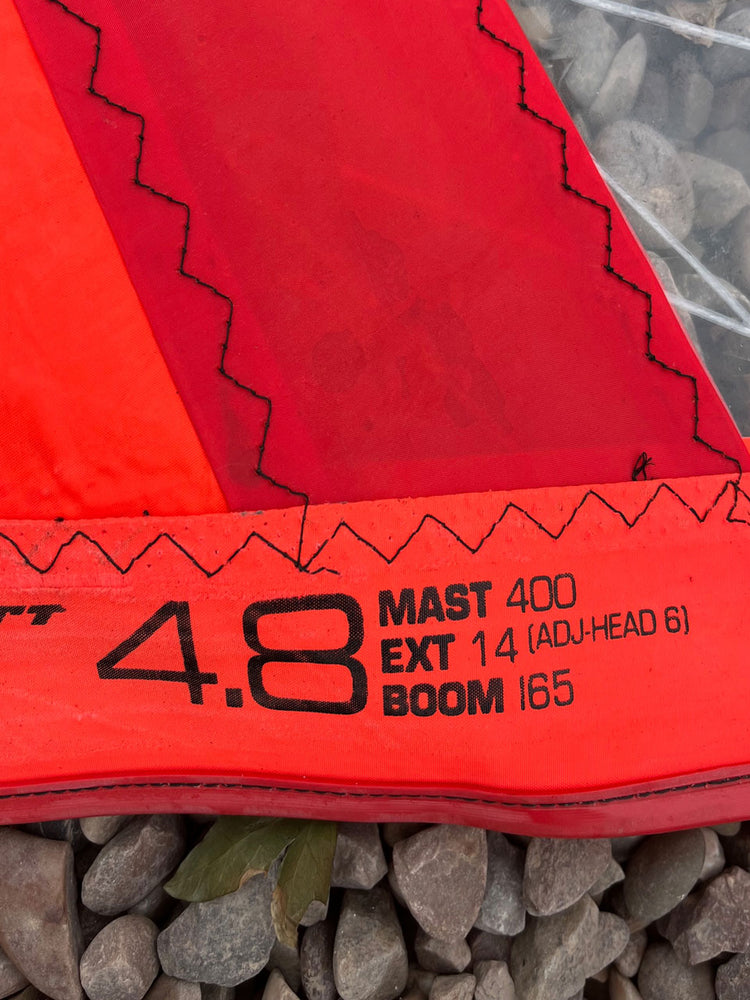 4.8
MAST 400
EXT 14 (ADJ-HEAD 6)
BOOM 165